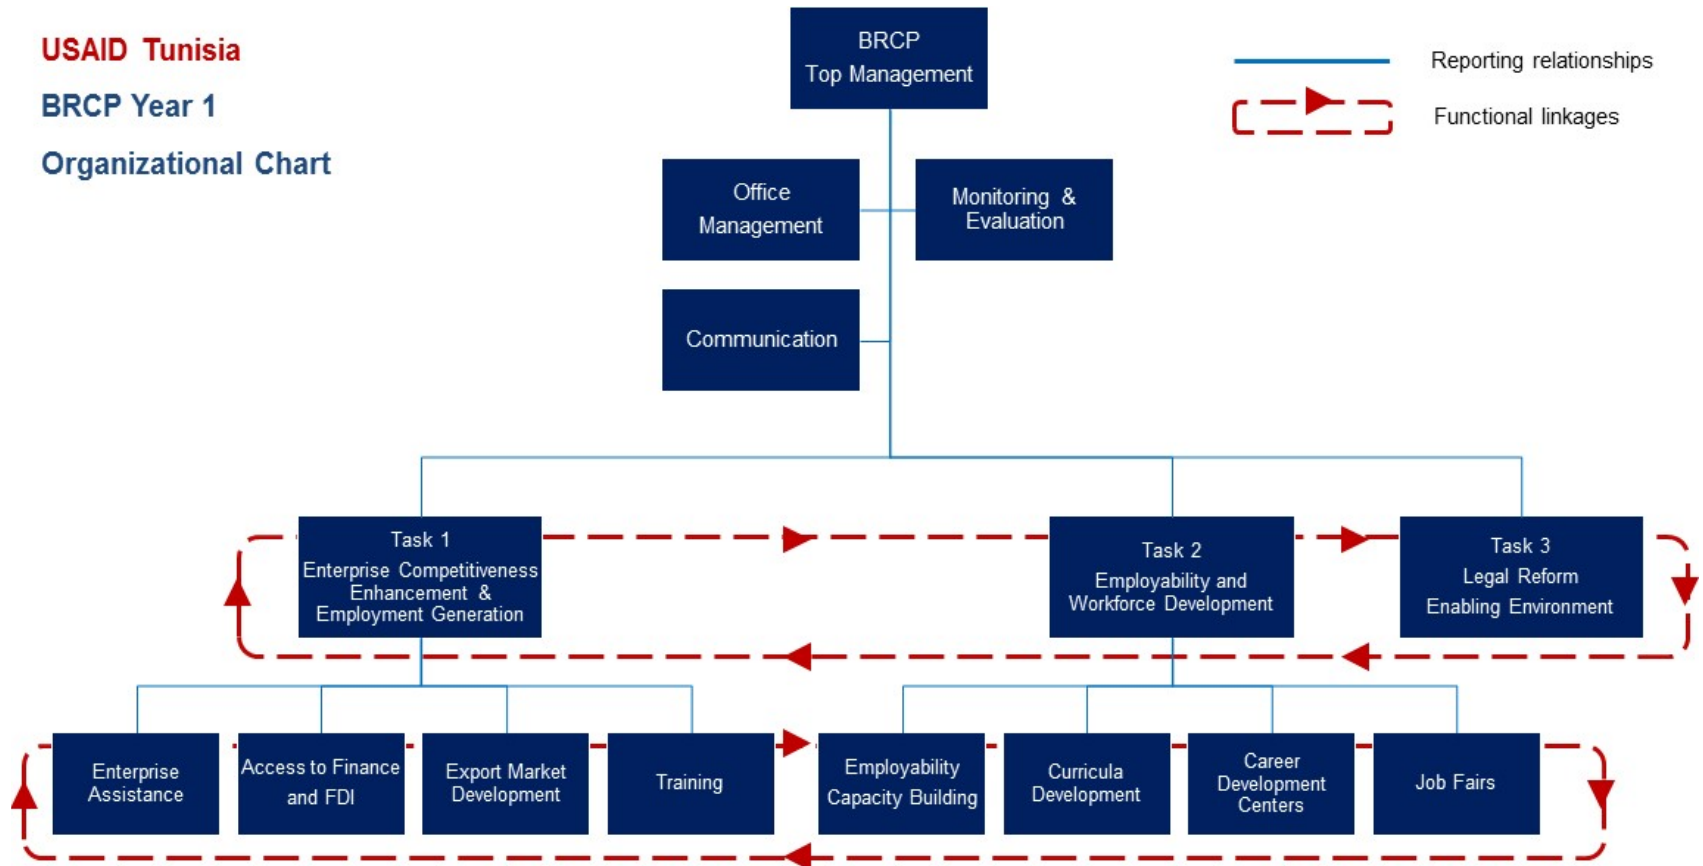 USAID Tunisia
BRCP Year 1
Organizational Chart
BRCP
Top Management
Reporting relationships
Functional linkages
Office
Management
Monitoring &
Evaluation
Communication
Task 1
Enterprise Competitiveness
Enhancement &
Employment Generation
Task 2
Employability and
Workforce Development
Task 3
Legal Reform
Enabling Environment
Enterprise
Assistance
Access to Finance
and FDI
Export Market
Development
Training
Employability
Capacity Building
Curricula
Development
Career
Development
Centers
Job Fairs